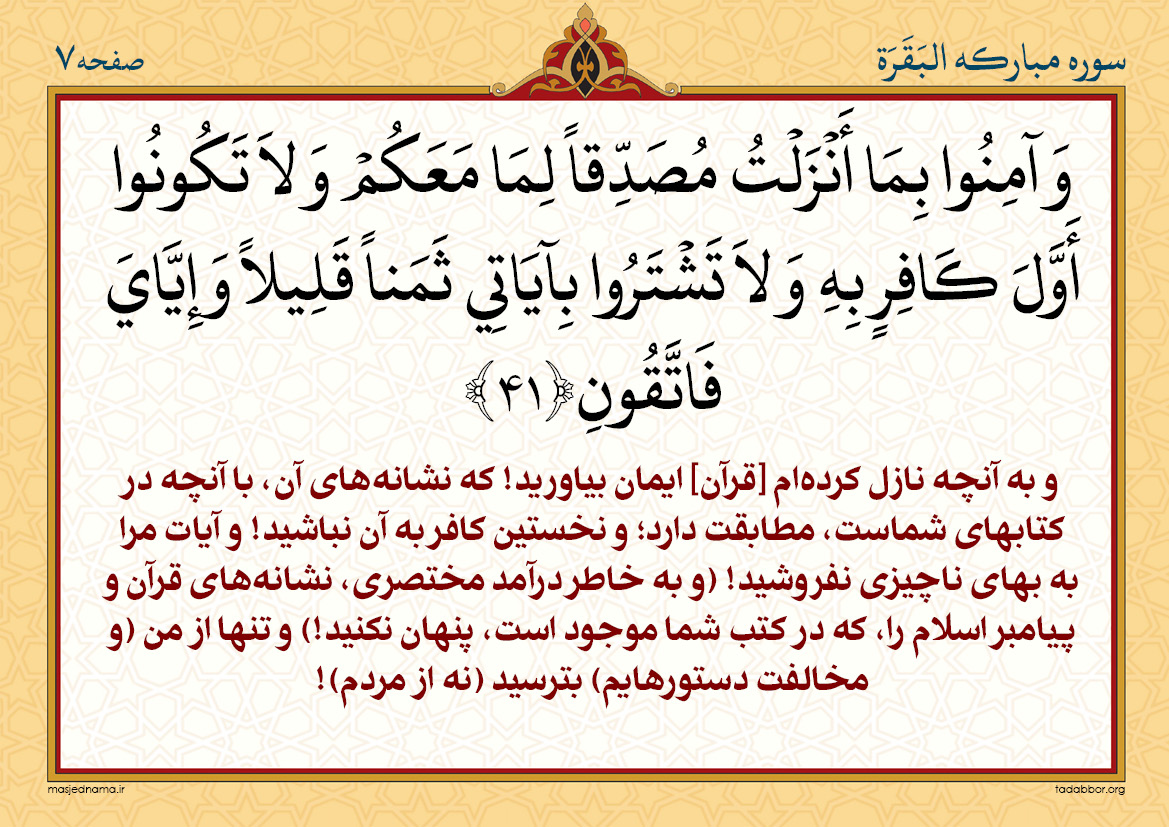 سوره مبارکه البَقَرَة
صفحه ۷
وَ آمِنُوا بِمَا أَنْزَلْتُ مُصَدِّقاً لِمَا مَعَكُمْ وَ لاَ تَكُونُوا
أَوَّلَ كَافِرٍ بِهِ وَ لاَ تَشْتَرُوا بِآيَاتِي ثَمَناً قَلِيلاً وَ إِيَّايَ
فَاتَّقُونِ ﴿۴۱﴾
و به آنچه نازل کرده‌ام [قرآن] ایمان بیاورید! که نشانه‌های آن، با آنچه در
کتابهای شماست، مطابقت دارد؛ و نخستین کافر به آن نباشید! و آیات مرا
به بهای ناچیزی نفروشید! (و به خاطر درآمد مختصری، نشانه‌های قرآن و
پیامبر اسلام را، که در کتب شما موجود است، پنهان نکنید!) و تنها از من (و
مخالفت دستورهایم) بترسید (نه از مردم)!
masjednama.ir
tadabbor.org